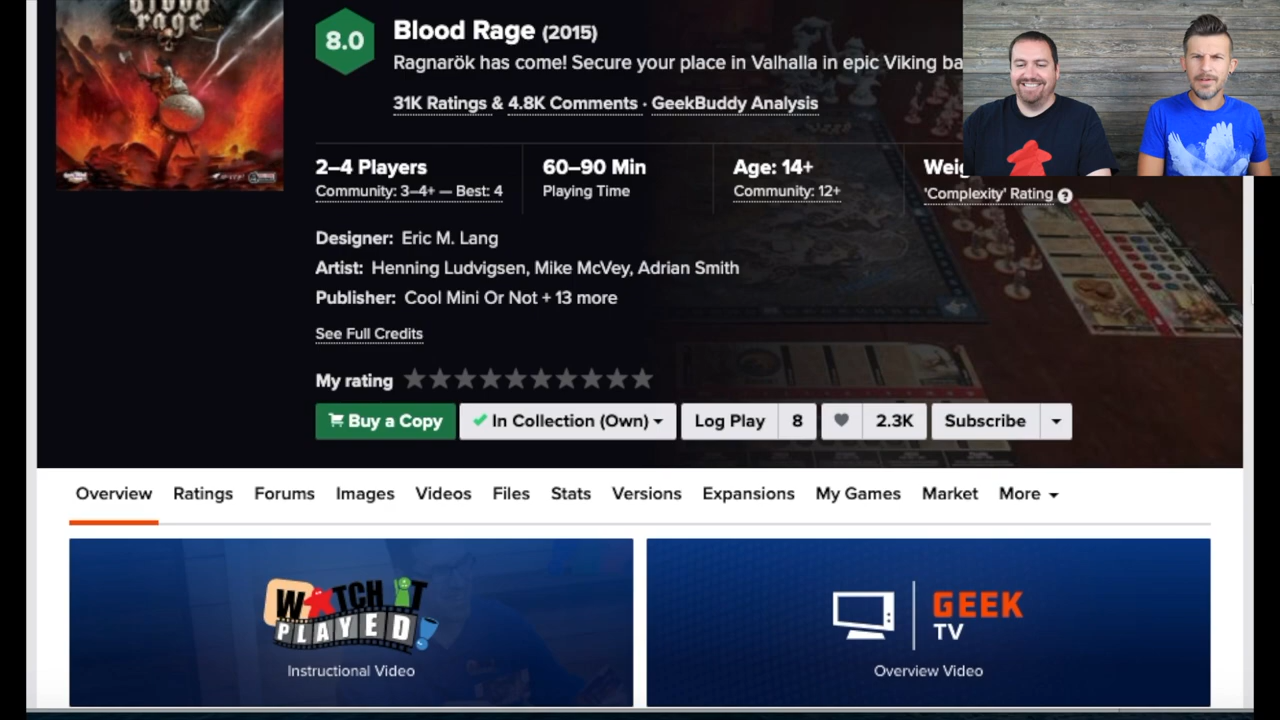 blood
rage
8.0
Blood Rage (2015)
Ragnarök has come! Secure your place in Valhalla in epic Viking ba
31K Ratings & 4.8K Comments · GeekBuddy Analysis
2–4 Players 60–90 Min Age: 14+ Weig
Community: 3–4+ — Best: 4 Playing Time Community: 12+ 'Complexity' Rating ?
Designer: Eric M. Lang
Artist: Henning Ludvigsen, Mike McVey, Adrian Smith
Publisher: Cool Mini Or Not + 13 more
See Full Credits
My rating
Buy a Copy In Collection (Own) Log Play 8 2.3K Subscribe
Overview Ratings Forums Images Videos Files Stats Versions Expansions My Games Market More
WATCH IT
PLAYED!
Instructional Video
GEEK
TV
Overview Video